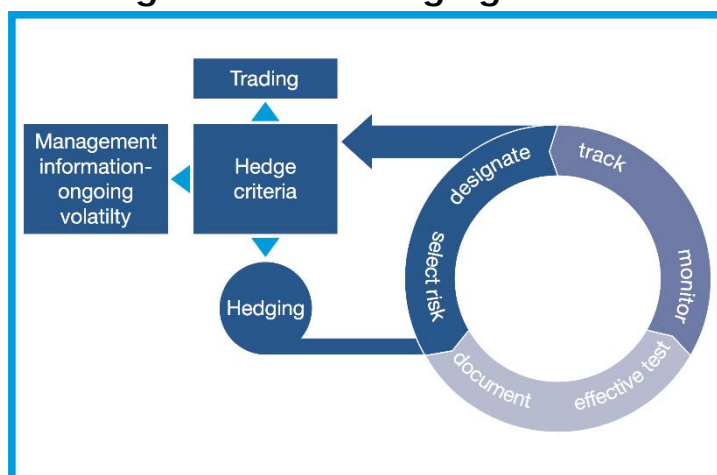 Trading
Management
information-
ongoing
volatilty
Hedge
criteria
Hedging
designate
select risk
track
monitor
document
effective test